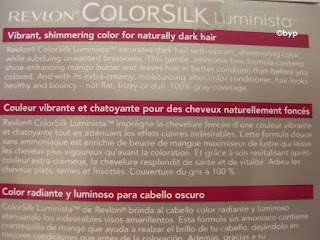 ©byp
REVLON® COLORSILK Luminista™
Vibrant, shimmering color for naturally dark hair
Revlon® ColorSilk Luminista™ saturates dark hair with vibrant, shimmering color
while subduing unwanted brassiness. This gentle, ammonia free formula contains
shine-enhancing mango butter and leaves hair in better condition than before you
colored. And with its extra-creamy, moisturizing after-color conditioner, hair looks
healthy and bouncy - not flat, frizzy or dull. 100% gray coverage.
Couleur vibrante et chatoyante pour des cheveux naturellement foncés
Revlon® ColorSilk Luminista™ imprègne la chevelure foncée d'une couleur vibrante
et chatoyante tout en atténuant les effets cuivrés indésirables. Cette formule douce
sans ammoniaque est enrichie de beurre de mangue maximiseur de lustre qui laisse
les cheveux plus vigoureux qu'avant la coloration. Et grâce à son revitalisant après-
couleur extra-crémeux, la chevelure resplendit de santé et de vitalité. Adieu les
cheveux plats, ternes et frisottés. Couverture du gris à 100 %.
Color radiante y luminoso para cabello oscuro
ColorSilk Luminista™ de Revlon® brinda al cabello color radiante y luminoso
atenuando los indeseables visos amarillentos. Esta fórmula sin amoníaco contiene
mantequilla de mango que ayuda a realzar el brillo de tu cabello, dejándolo en
mejores condiciones que antes de la coloración. Además, gracias a su